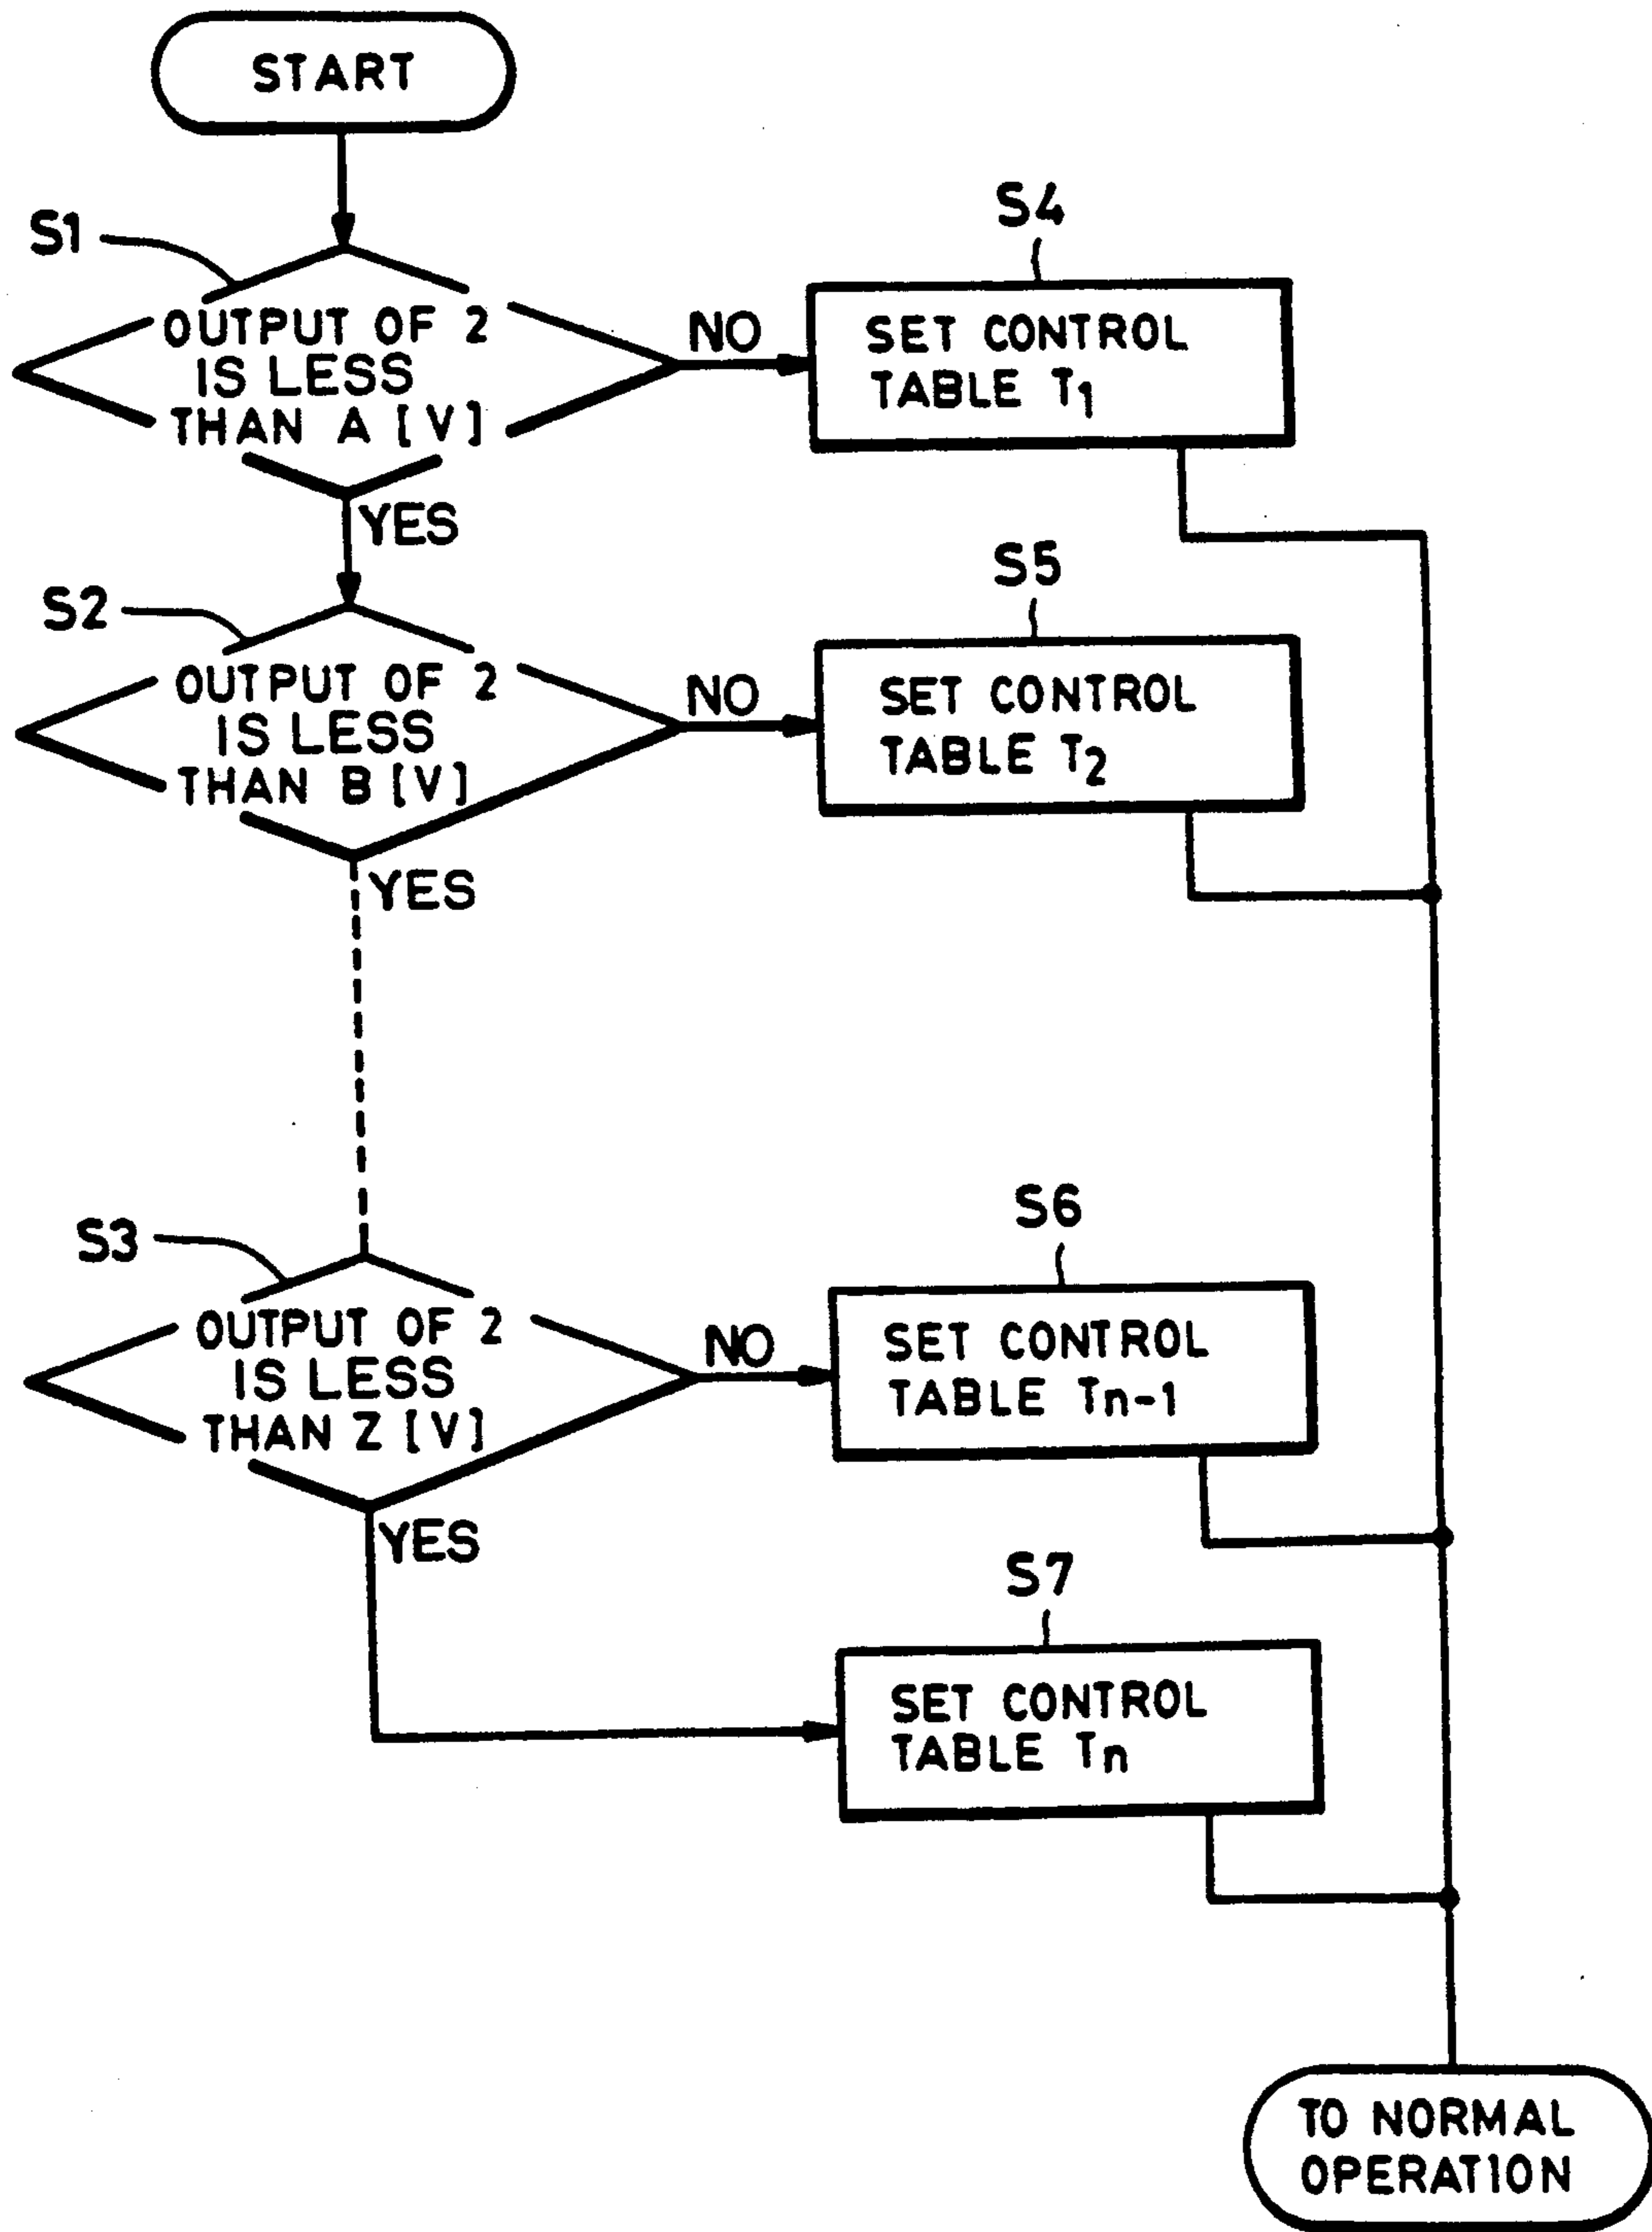 START
S1
OUTPUT OF 2
IS LESS
THAN A [V]
NO
S4
SET CONTROL
TABLE T1
YES
S2
OUTPUT OF 2
IS LESS
THAN B [V]
NO
S5
SET CONTROL
TABLE T2
YES
S3
OUTPUT OF 2
IS LESS
THAN Z [V]
NO
S6
SET CONTROL
TABLE Tn-1
YES
S7
SET CONTROL
TABLE Tn
TO NORMAL
OPERATION